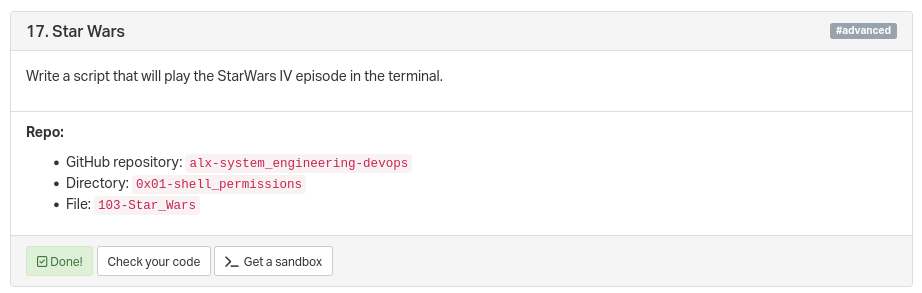 17. Star Wars
#advanced
Write a script that will play the StarWars IV episode in the terminal.
Repo:
• GitHub repository: alx-system_engineering-devops
• Directory: 0x01-shell_permissions
• File: 103-Star_Wars
Done! Check your code >_ Get a sandbox